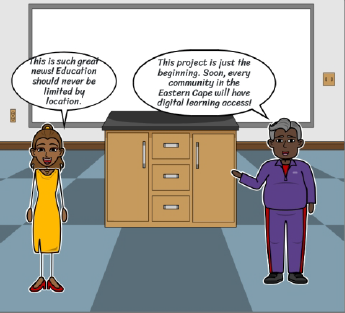 This is such great
news! Education
should never be
limited by
location.
This project is just the
beginning. Soon, every
community in the
Eastern Cape will have
digital learning access!